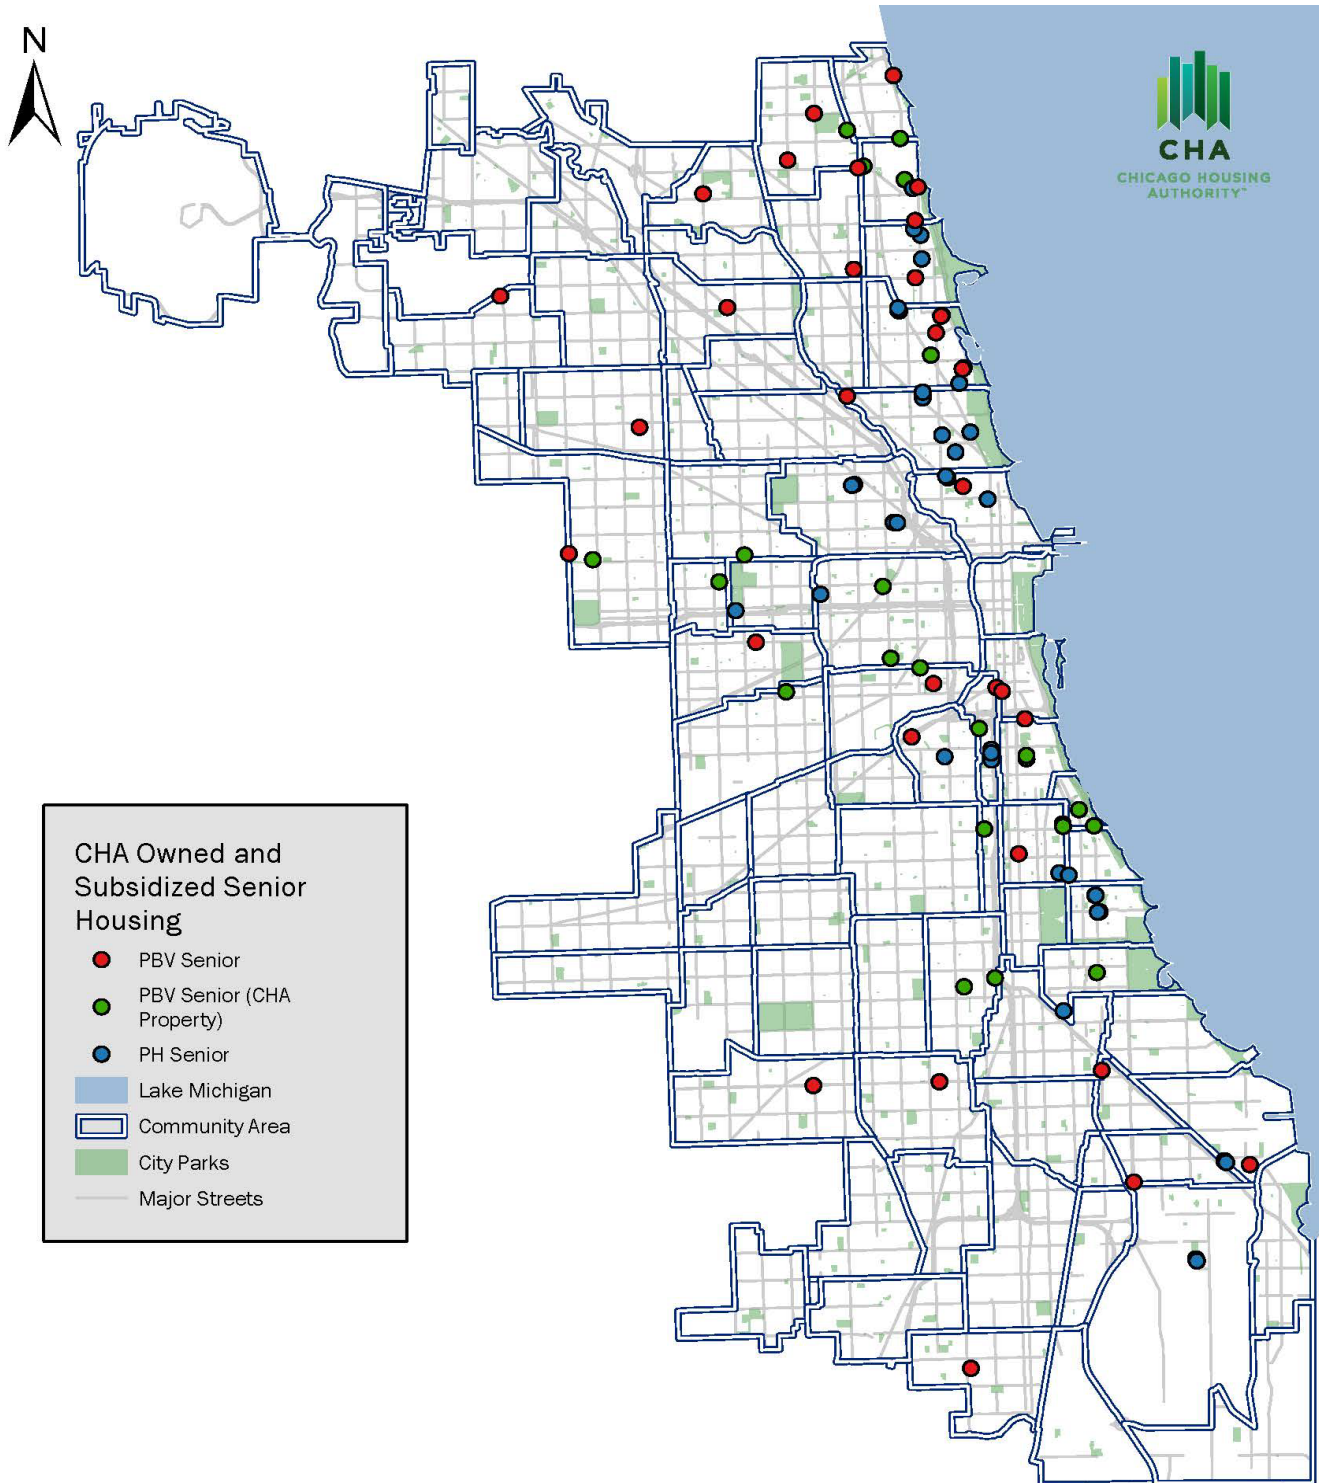 N
CHA
CHICAGO HOUSING
AUTHORITY™
CHA Owned and
Subsidized Senior
Housing
PBV Senior
PBV Senior (CHA
Property)
PH Senior
Lake Michigan
Community Area
City Parks
Major Streets